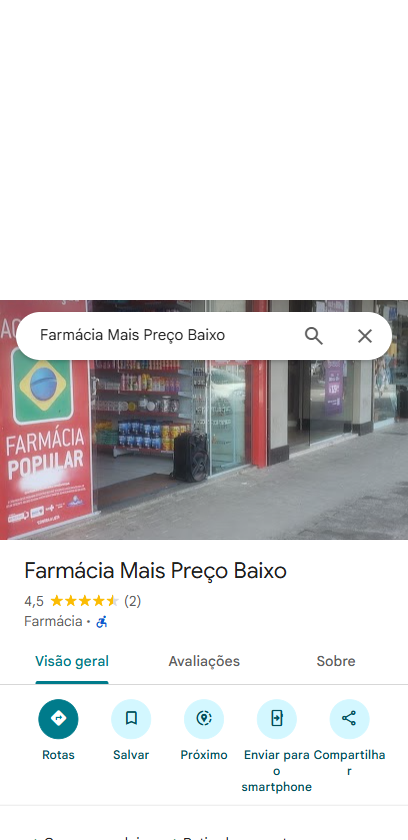 Farmácia Mais Preço Baixo
FARMÁCIA
POPULAR
Farmácia Mais Preço Baixo
4,5 (2)
Farmácia •
Visão geral Avaliações Sobre
Rotas Salvar Próximo Enviar para o smartphone Compartilhar